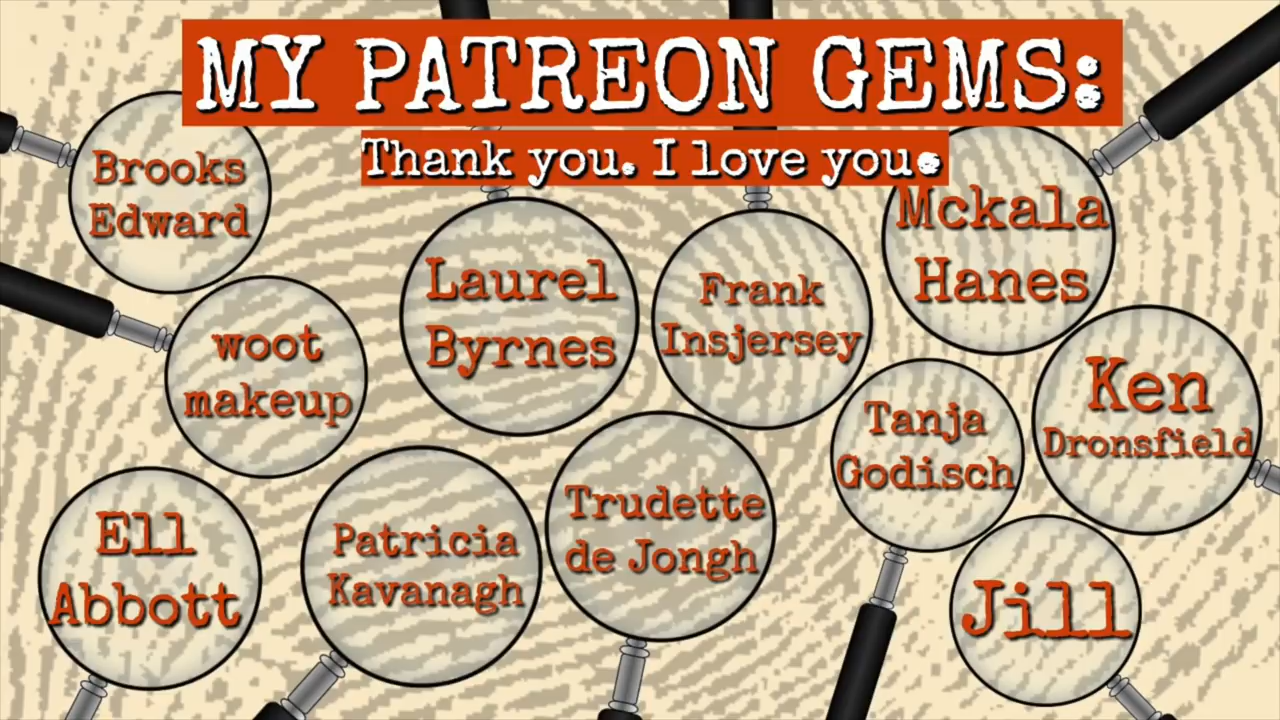 MY PATREON GEMS:
Thank you. I love you.
Brooks
Edward
woot
makeup
Laurel
Byrnes
Frank
Insjersey
Mckala
Hanes
Ken
Dronsfield
Tanja
Godisch
Ell
Abbott
Patricia
Kavanagh
Trudette
de Jongh
Jill